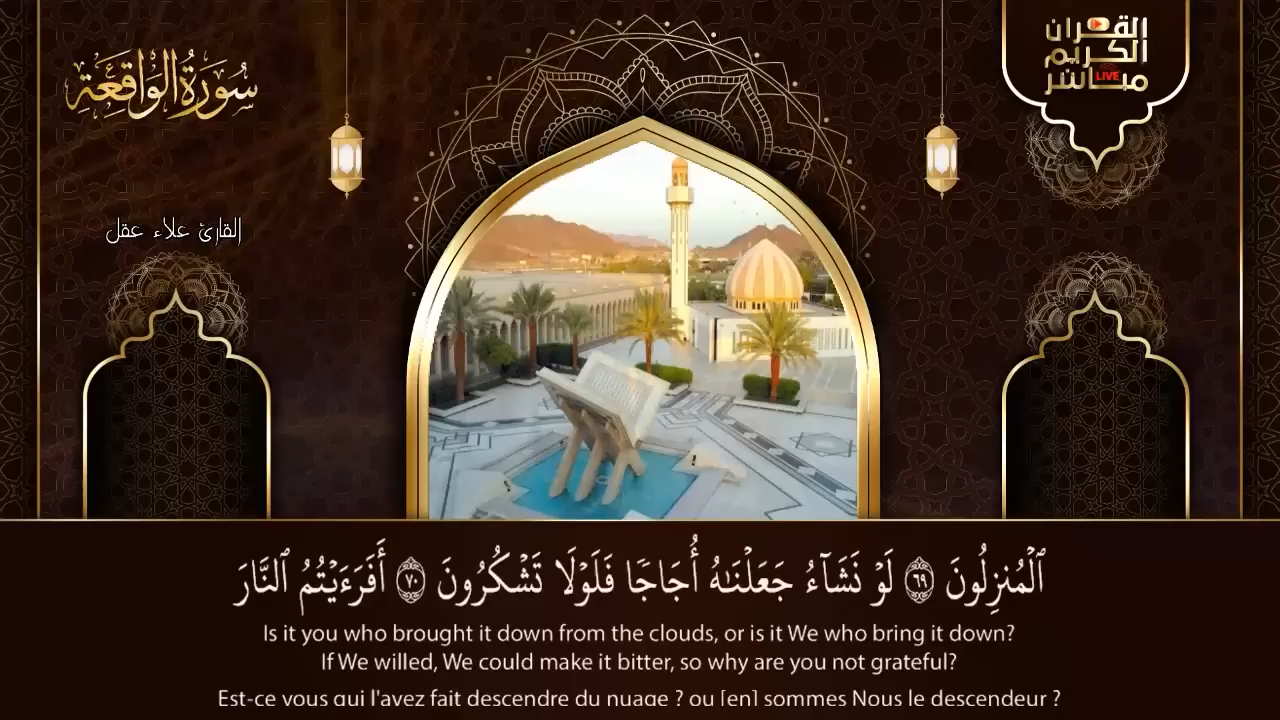 سُورَةُ الوَاقِعَة
القرآن
الكريم
مباشر
LIVE
القارئ علاء عقل
ٱلْمُنزِلُونَ ٦٩ لَوْ نَشَآءُ جَعَلْنَٰهُ أُجَاجًا فَلَوْلَا تَشْكُرُونَ ٧٠ أَفَرَءَيْتُمُ ٱلنَّارَ
Is it you who brought it down from the clouds, or is it We who bring it down?
If We willed, We could make it bitter, so why are you not grateful?
Est-ce vous qui l'avez fait descendre du nuage ? ou [en] sommes Nous le descendeur ?